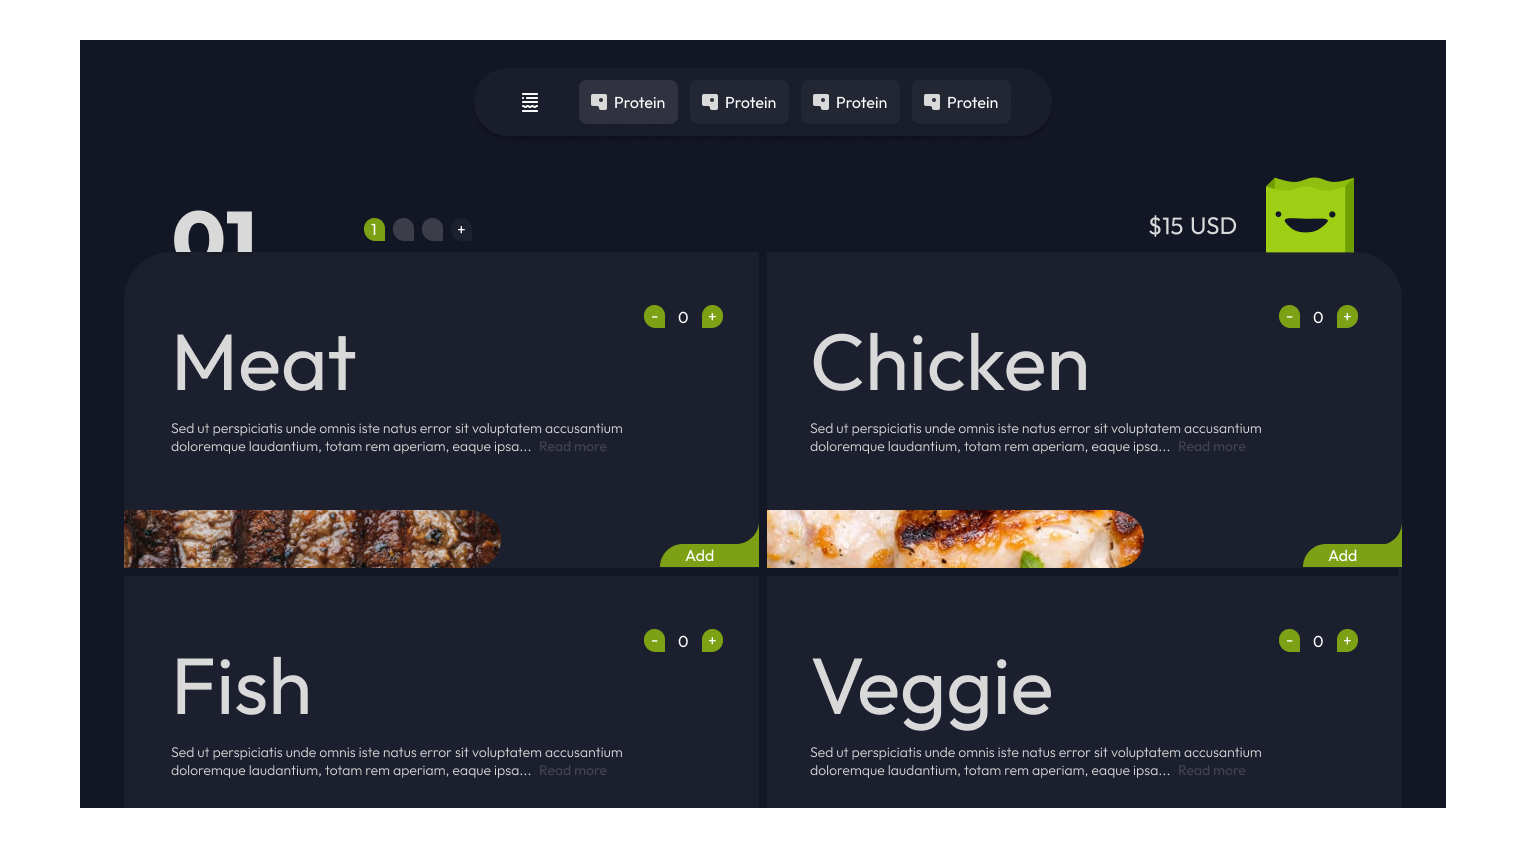 Protein Protein Protein Protein
01
1 +
$15 USD
- 0 +
Meat
Sed ut perspiciatis unde omnis iste natus error sit voluptatem accusantium
doloremque laudantium, totam rem aperiam, eaque ipsa... Read more
Add
- 0 +
Chicken
Sed ut perspiciatis unde omnis iste natus error sit voluptatem accusantium
doloremque laudantium, totam rem aperiam, eaque ipsa... Read more
Add
- 0 +
Fish
Sed ut perspiciatis unde omnis iste natus error sit voluptatem accusantium
doloremque laudantium, totam rem aperiam, eaque ipsa... Read more
- 0 +
Veggie
Sed ut perspiciatis unde omnis iste natus error sit voluptatem accusantium
doloremque laudantium, totam rem aperiam, eaque ipsa... Read more